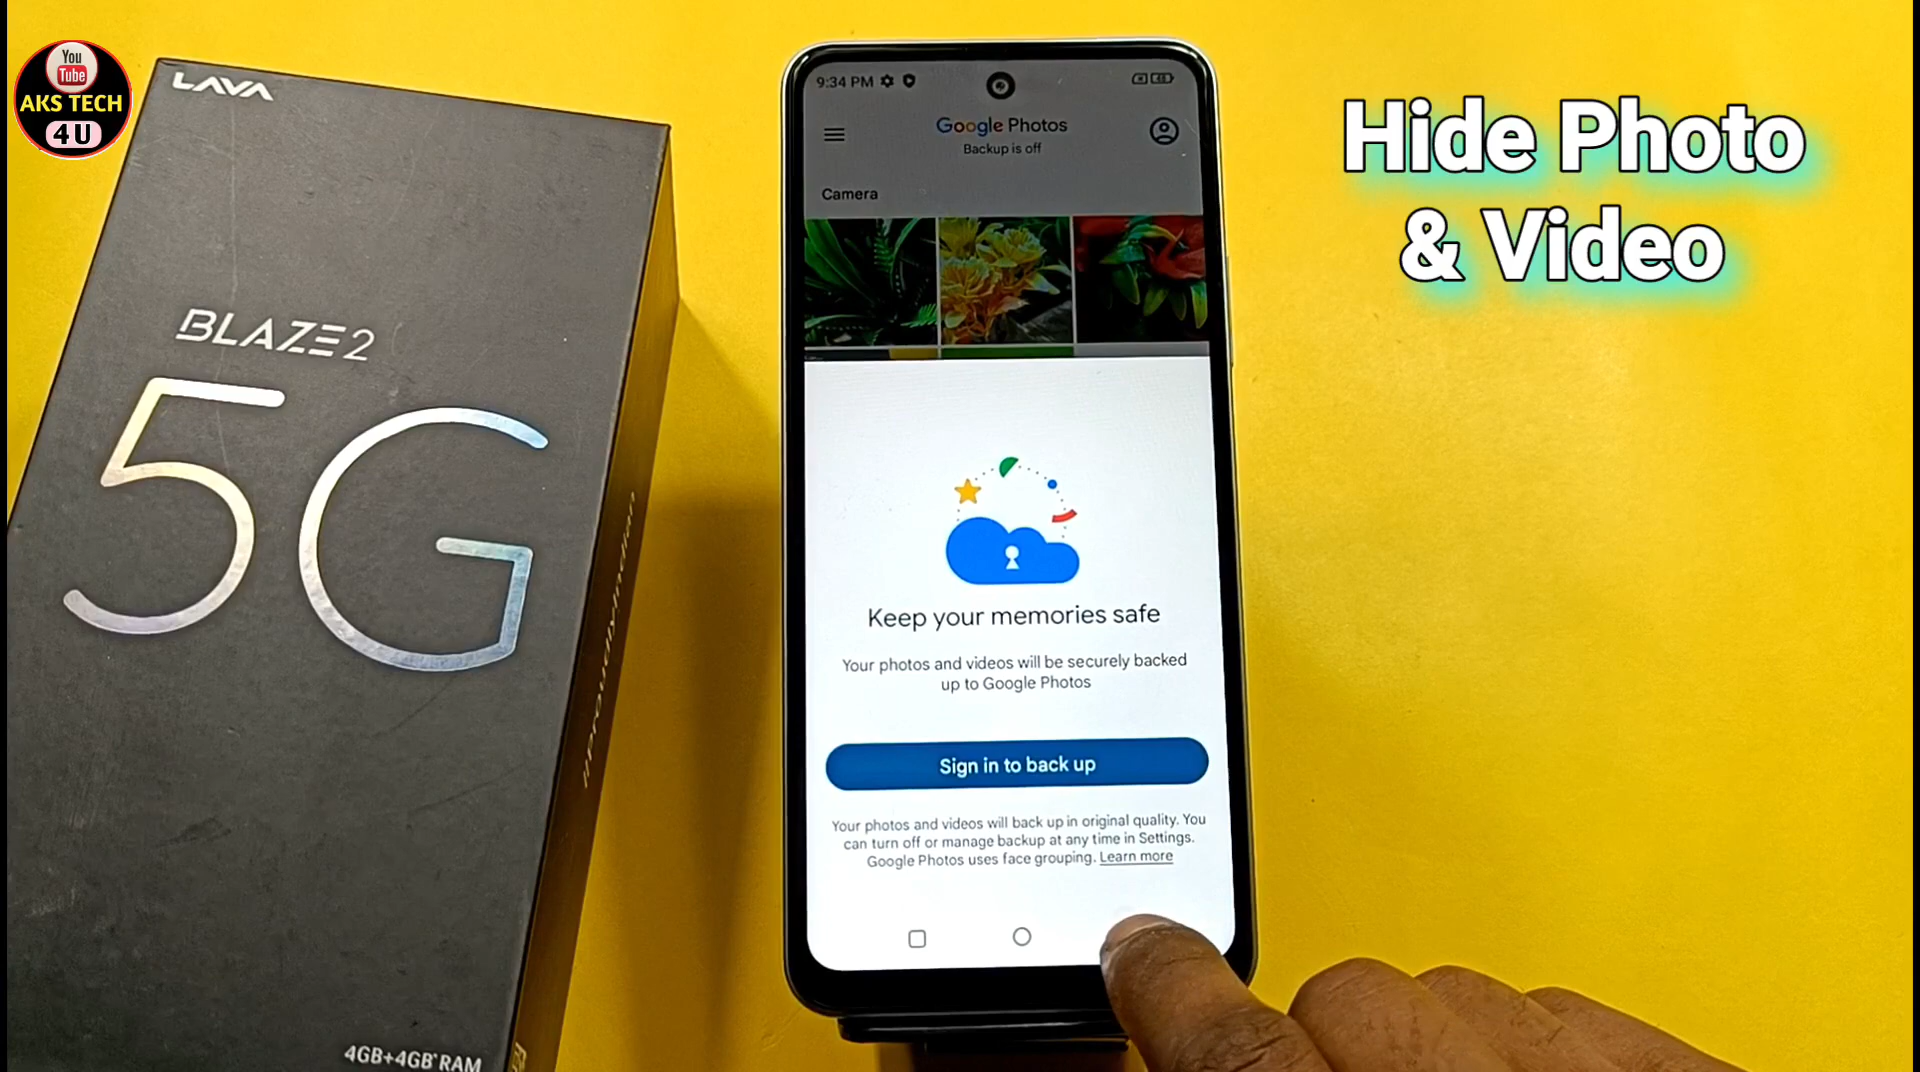 You
Tube
AKS TECH
4 U
LAVA
BLAZE 2
5G
#ProudlyIndian
4GB+4GB* RAM
9:34 PM
Google Photos
Backup is off
Camera
Keep your memories safe
Your photos and videos will be securely backed
up to Google Photos
Sign in to back up
Your photos and videos will back up in original quality. You
can turn off or manage backup at any time in Settings.
Google Photos uses face grouping. Learn more
Hide Photo
& Video